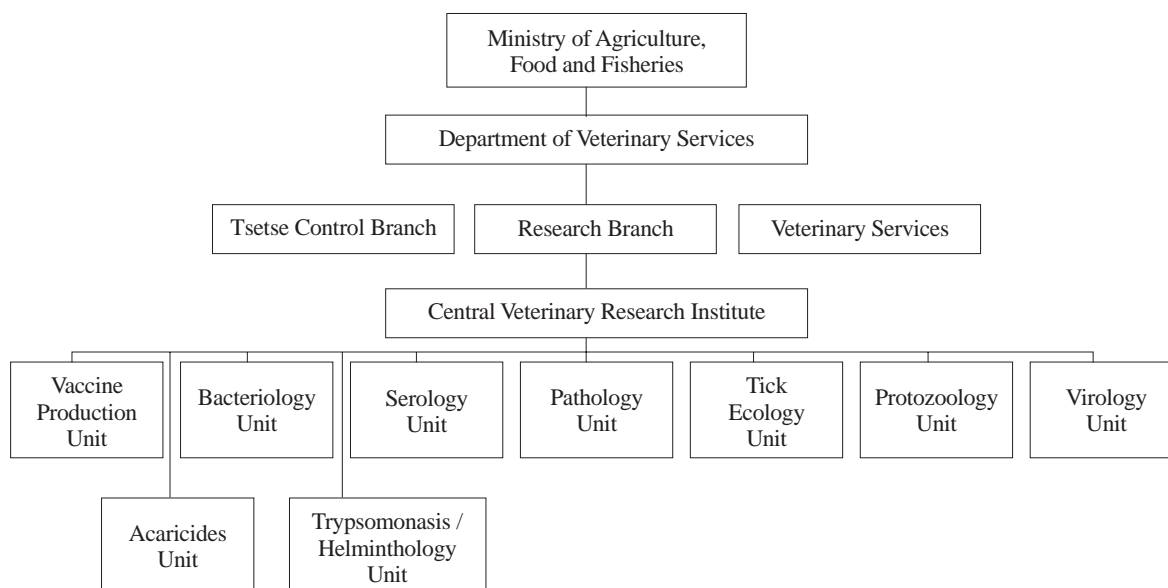 Ministry of Agriculture,
Food and Fisheries
Department of Veterinary Services
Tsetse Control Branch
Research Branch
Veterinary Services
Central Veterinary Research Institute
Vaccine
Production
Unit
Bacteriology
Unit
Serology
Unit
Pathology
Unit
Tick
Ecology
Unit
Protozoology
Unit
Virology
Unit
Acaricides
Unit
Trypsomonasis /
Helminthology
Unit